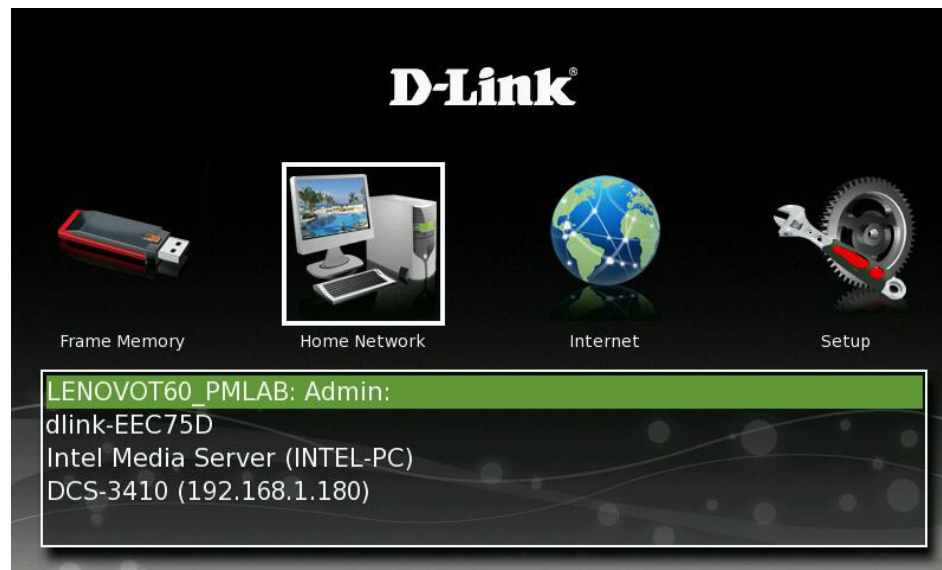 D-Link®
Frame Memory
Home Network
Internet
Setup
LENOVOT60_PMLAB: Admin:
dlink-EEC75D
Intel Media Server (INTEL-PC)
DCS-3410 (192.168.1.180)